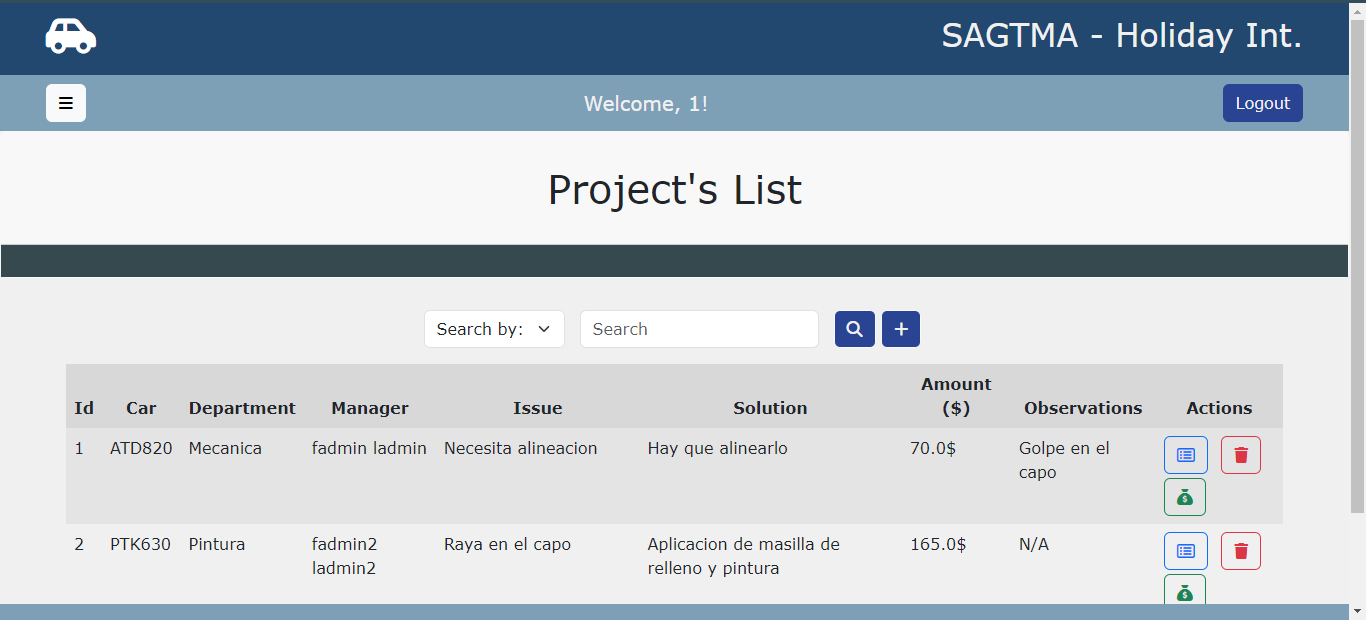 SAGTMA - Holiday Int.
Welcome, 1!
Logout
Project's List
Search by:
Search
Id Car Department Manager Issue Solution Amount ($) Observations Actions
1 ATD820 Mecanica fadmin ladmin Necesita alineacion Hay que alinearlo 70.0$ Golpe en el
capo
2 PTK630 Pintura fadmin2 Raya en el capo Aplicacion de masilla de 165.0$ N/A
ladmin2 relleno y pintura